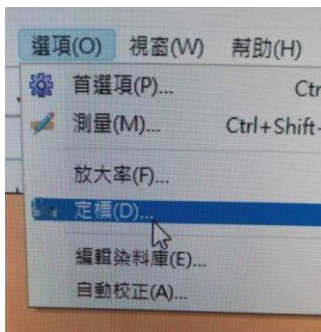 選項(O) 視窗(W) 幫助(H)
首選項(P)... Ct
測量(M)... Ctrl+Shift+
放大率(F)...
定標(D)...
編輯染料庫(E)...
自動校正(A)...